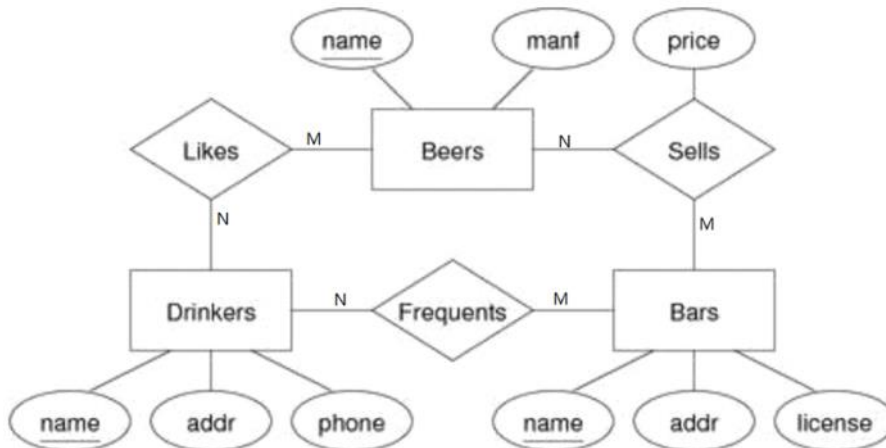 name manf price
M N
Likes Beers Sells
N M
N M
Drinkers Frequents Bars
name addr phone name addr license